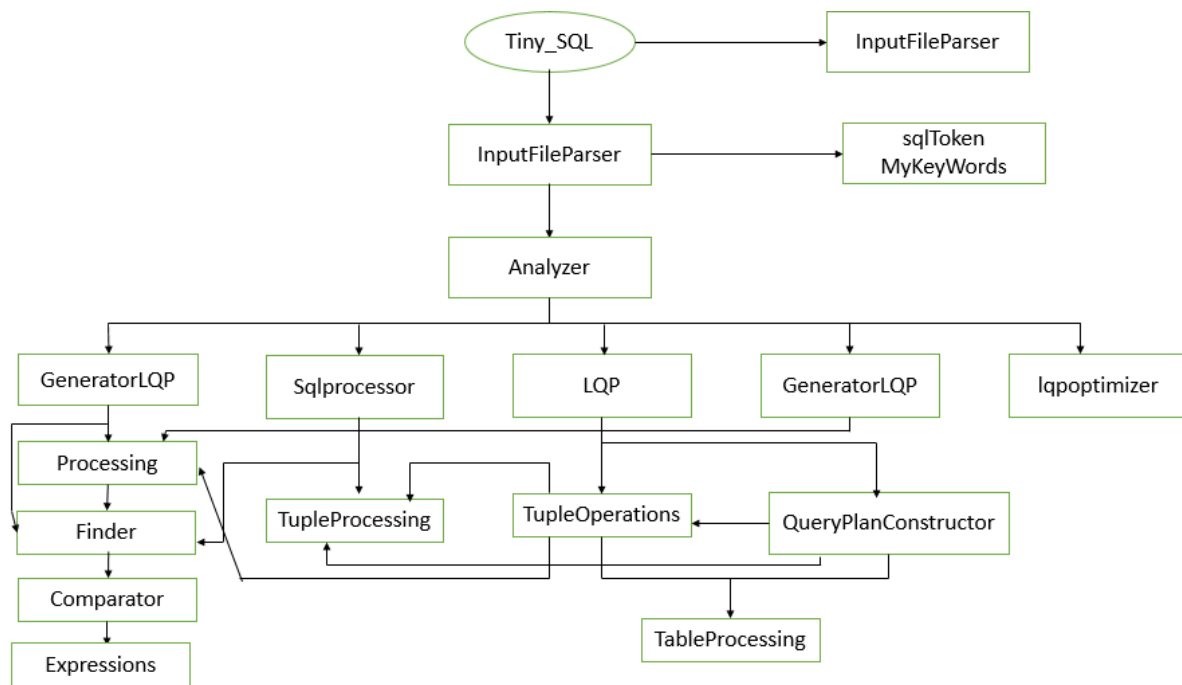 Tiny_SQL
InputFileParser
InputFileParser
sqlToken
MyKeyWords
Analyzer
GeneratorLQP
Sqlprocessor
LQP
GeneratorLQP
lqpoptimizer
Processing
TupleProcessing
TupleOperations
QueryPlanConstructor
Finder
Comparator
TableProcessing
Expressions